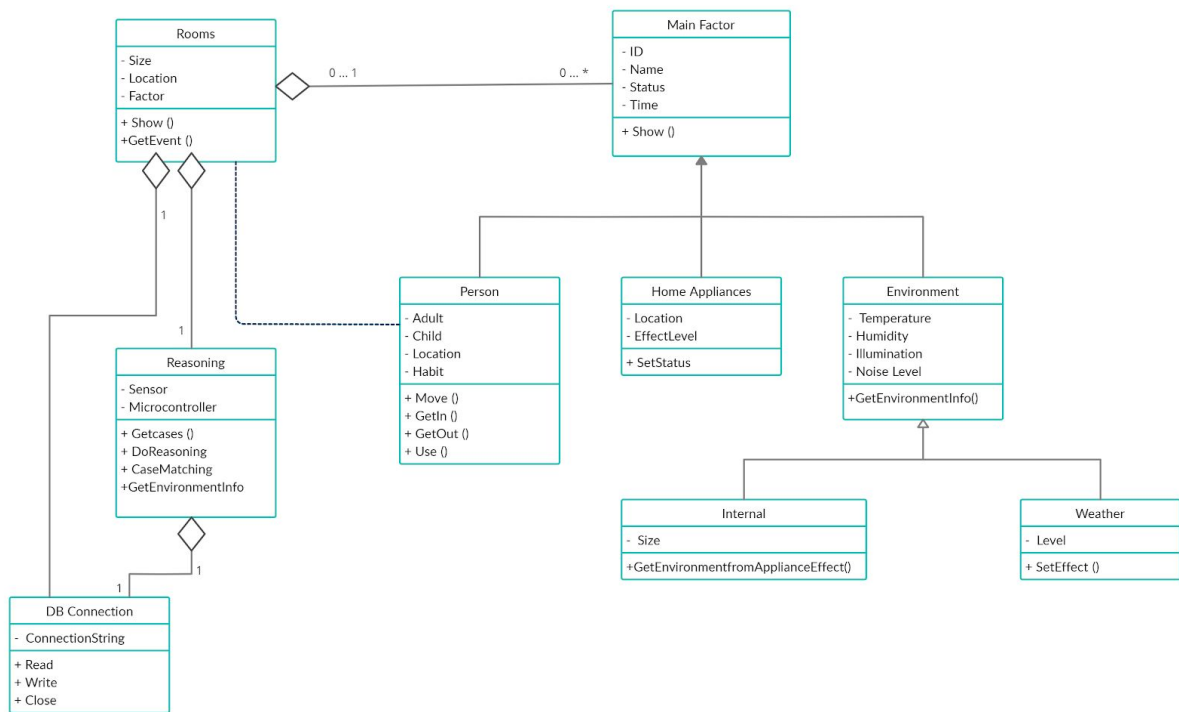 Rooms
- Size
- Location
- Factor
+ Show ()
+GetEvent ()
0 ... 1
0 ... *
Main Factor
- ID
- Name
- Status
- Time
+ Show ()
1
1
Person
- Adult
- Child
- Location
- Habit
+ Move ()
+ GetIn ()
+ GetOut ()
+ Use ()
Home Appliances
- Location
- EffectLevel
+ SetStatus
Environment
- Temperature
- Humidity
- Illumination
- Noise Level
+GetEnvironmentInfo()
Reasoning
- Sensor
- Microcontroller
+ Getcases ()
+ DoReasoning
+ CaseMatching
+GetEnvironmentInfo
1
1
Internal
- Size
+GetEnvironmentfromApplianceEffect()
Weather
- Level
+ SetEffect ()
DB Connection
- ConnectionString
+ Read
+ Write
+ Close